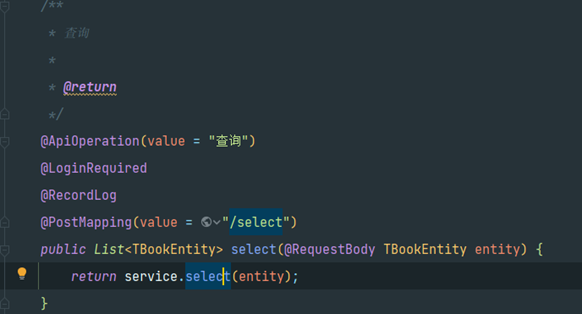 /**
* 查询
*
* @return
*/
@ApiOperation(value = "查询")
@LoginRequired
@RecordLog
@PostMapping(value = "/select")
public List<TBookEntity> select(@RequestBody TBookEntity entity) {
return service.select(entity);
}